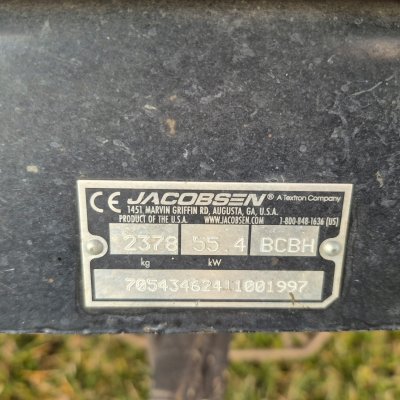 CE JACOBSEN® A Textron Company
1451 MARVIN GRIFFIN RD, AUGUSTA, GA, U.S.A.
PRODUCT OF THE U.S.A. WWW.JACOBSEN.COM 1-800-848-1636 (US)
2378 55.4 BCBH
kg kW